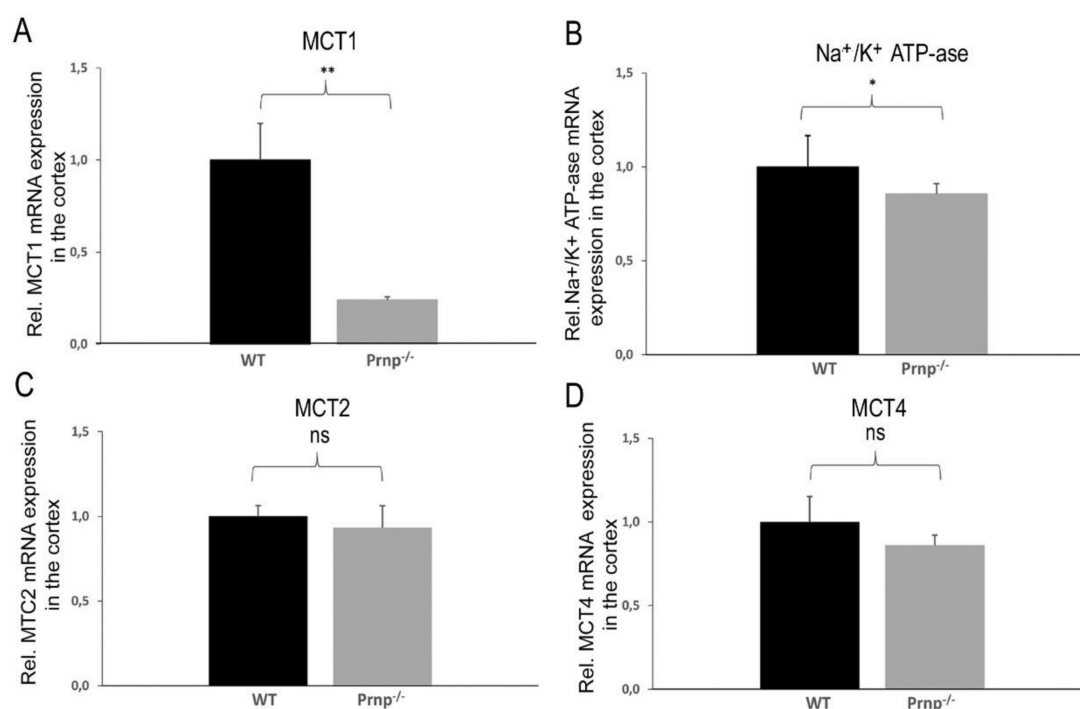 A
MCT1
1,5
**
1,0
0,5
0,0
Rel. MCT1 mRNA expression
in the cortex
WT
Prnp-/-
B
Na+/K+ ATP-ase
1,5
*
1,0
0,5
0,0
Rel.Na+/K+ ATP-ase mRNA
expression in the cortex
WT
Prnp-/-
C
MCT2
ns
1,5
1,0
0,5
0,0
Rel. MTC2 mRNA expression
in the cortex
WT
Prnp-/-
D
MCT4
ns
1,5
1,0
0,5
0,0
Rel. MCT4 mRNA expression
in the cortex
WT
Prnp-/-